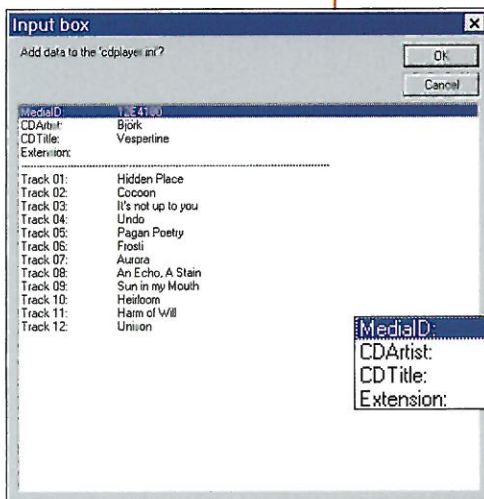 Input box
Add data to the 'cdplayer.ini'?
OK
Cancel
MediaID: 12E4180
CDArtist: Björk
CDTitle: Vespertine
Extension:
Track 01: Hidden Place
Track 02: Cocoon
Track 03: It's not up to you
Track 04: Undo
Track 05: Pagan Poetry
Track 06: Frosti
Track 07: Aurora
Track 08: An Echo, A Stain
Track 09: Sun in my Mouth
Track 10: Heirloom
Track 11: Harm of Will
Track 12: Unison
MediaID:
CDArtist:
CDTitle:
Extension: